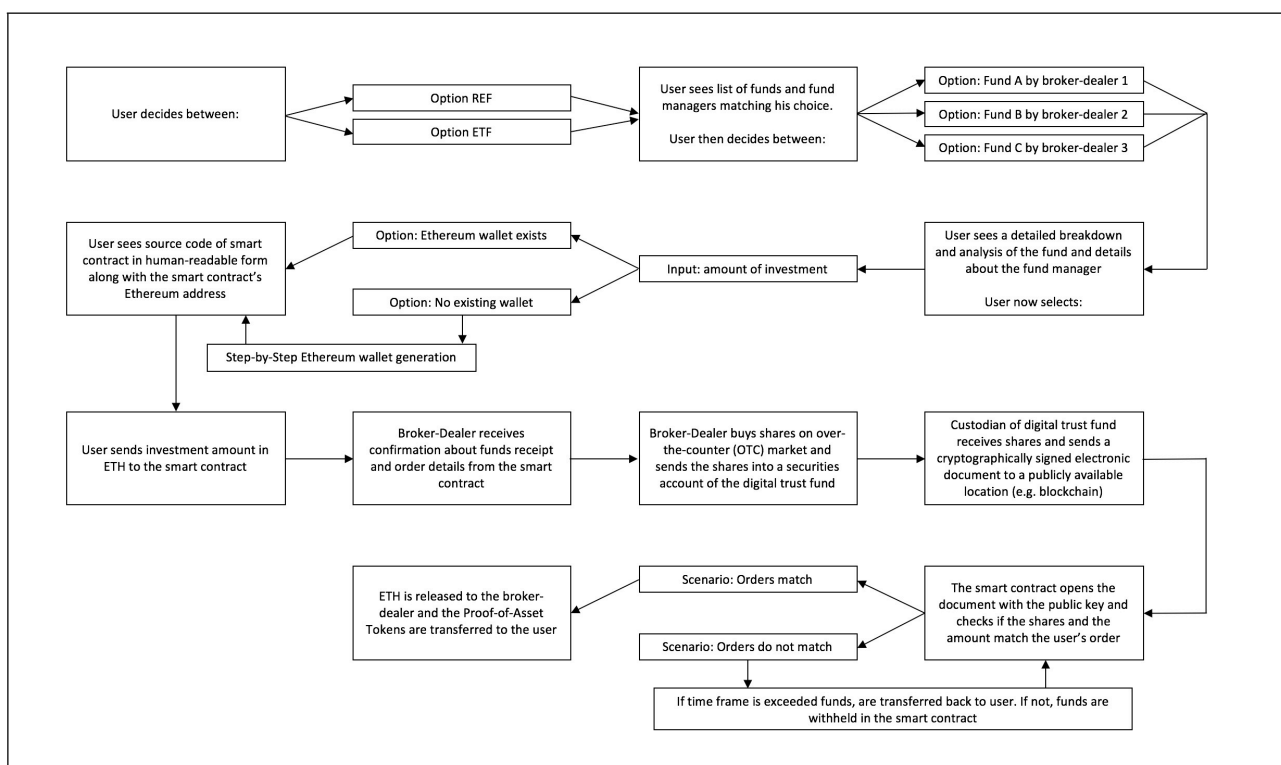 User decides between:
Option REF
Option ETF
User sees list of funds and fund
managers matching his choice.
User then decides between:
Option: Fund A by broker-dealer 1
Option: Fund B by broker-dealer 2
Option: Fund C by broker-dealer 3
User sees a detailed breakdown
and analysis of the fund and details
about the fund manager
User now selects:
Input: amount of investment
Option: Ethereum wallet exists
Option: No existing wallet
Step-by-Step Ethereum wallet generation
User sees source code of smart
contract in human-readable form
along with the smart contract’s
Ethereum address
User sends investment amount in
ETH to the smart contract
Broker-Dealer receives
confirmation about funds receipt
and order details from the smart
contract
Broker-Dealer buys shares on over-
the-counter (OTC) market and
sends the shares into a securities
account of the digital trust fund
Custodian of digital trust fund
receives shares and sends a
cryptographically signed electronic
document to a publicly available
location (e.g. blockchain)
The smart contract opens the
document with the public key and
checks if the shares and the
amount match the user’s order
Scenario: Orders match
Scenario: Orders do not match
If time frame is exceeded funds, are transferred back to user. If not, funds are
withheld in the smart contract
ETH is released to the broker-
dealer and the Proof-of-Asset
Tokens are transferred to the user